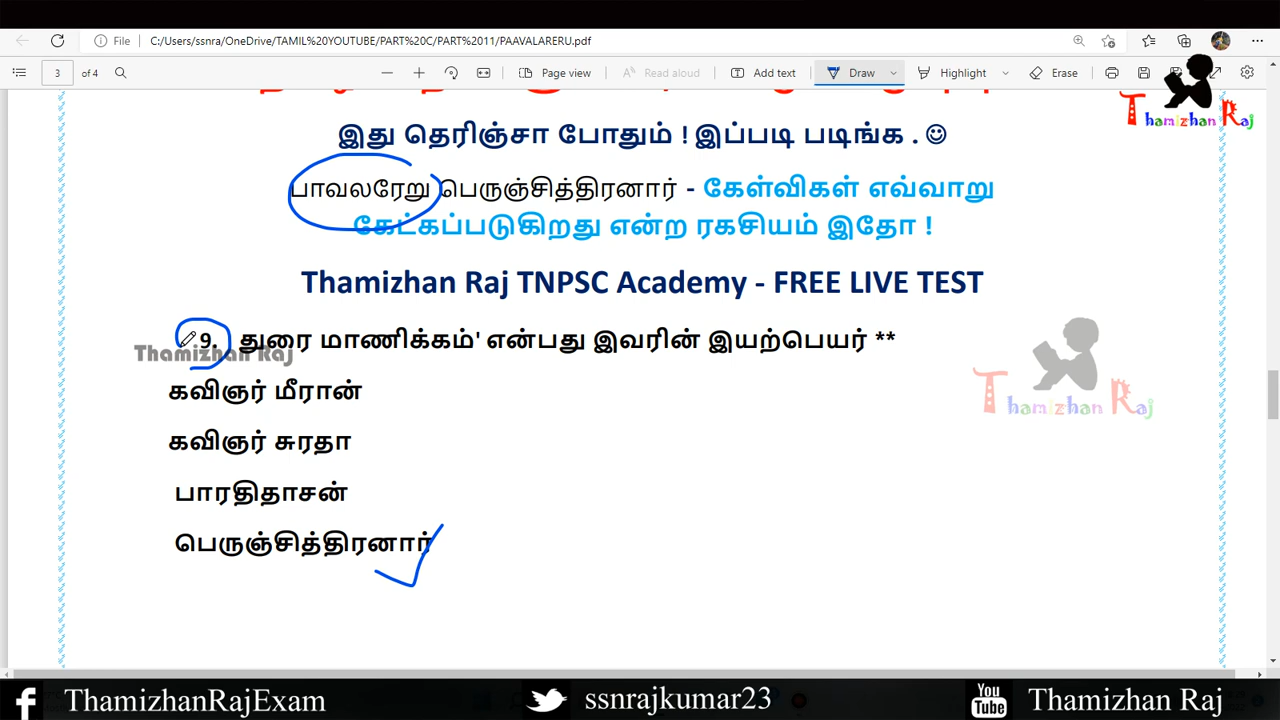 File C:/Users/ssnra/OneDrive/TAMIL%20YOUTUBE/PART%20C/PART%2011/PAAVALARERU.pdf
3 of 4 Page view Read aloud Add text Draw Highlight Erase
Thamizhan Raj
இது தெரிஞ்சா போதும் ! இப்படி படிங்க . ☺
பாவலரேறு பெருஞ்சித்திரனார் - கேள்விகள் எவ்வாறு
கேட்கப்படுகிறது என்ற ரகசியம் இதோ !
Thamizhan Raj TNPSC Academy - FREE LIVE TEST
9. துரை மாணிக்கம்' என்பது இவரின் இயற்பெயர் **
Thamizhan Raj
கவிஞர் மீரான்
Thamizhan Raj
கவிஞர் சுரதா
பாரதிதாசன்
பெருஞ்சித்திரனார்
f ThamizhanRajExam ssnrajkumar23 You Tube Thamizhan Raj